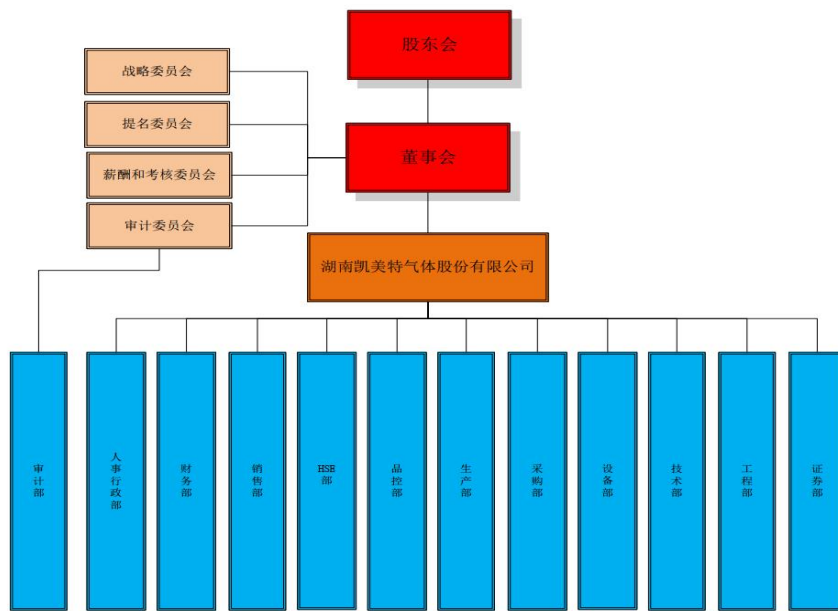 股东会
战略委员会
提名委员会
董事会
薪酬和考核委员会
审计委员会
湖南凯美特气体股份有限公司
审计部
人事行政部
财务部
销售部
HSE部
品控部
生产部
采购部
设备部
技术部
工程部
证券部